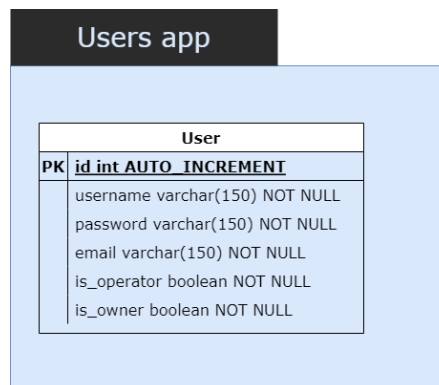 Users app
User
PK id int AUTO_INCREMENT
username varchar(150) NOT NULL
password varchar(150) NOT NULL
email varchar(150) NOT NULL
is_operator boolean NOT NULL
is_owner boolean NOT NULL